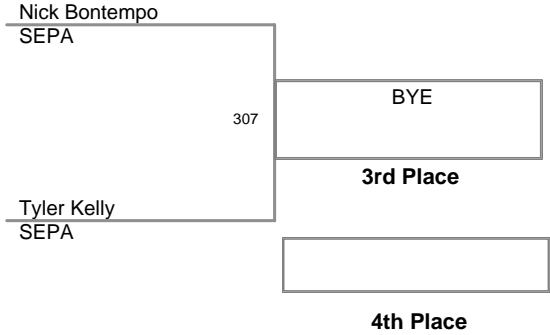 Nick Bontempo
SEPA
BYE
307
3rd Place
Tyler Kelly
SEPA
4th Place